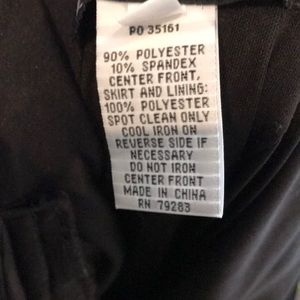 PO 35161
90% POLYESTER
10% SPANDEX
CENTER FRONT,
SKIRT AND LINING:
100% POLYESTER
SPOT CLEAN ONLY
COOL IRON ON
REVERSE SIDE IF
NECESSARY
DO NOT IRON
CENTER FRONT
MADE IN CHINA
RN 79283